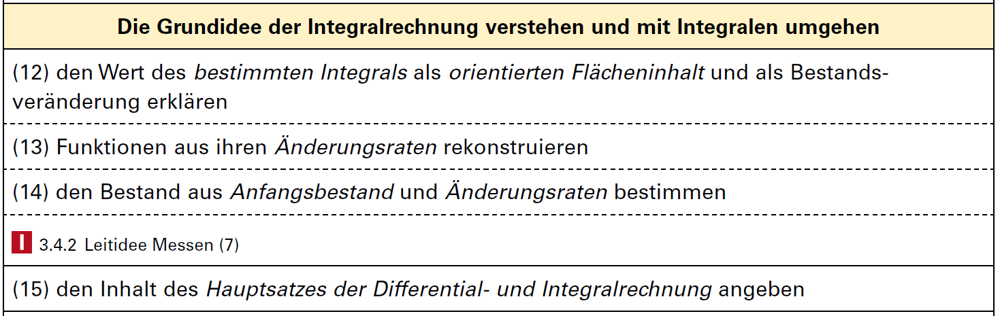 Die Grundidee der Integralrechnung verstehen und mit Integralen umgehen
(12) den Wert des bestimmten Integrals als orientierten Flächeninhalt und als Bestands-
veränderung erklären
(13) Funktionen aus ihren Änderungsraten rekonstruieren
(14) den Bestand aus Anfangsbestand und Änderungsraten bestimmen
I 3.4.2 Leitidee Messen (7)
(15) den Inhalt des Hauptsatzes der Differential- und Integralrechnung angeben